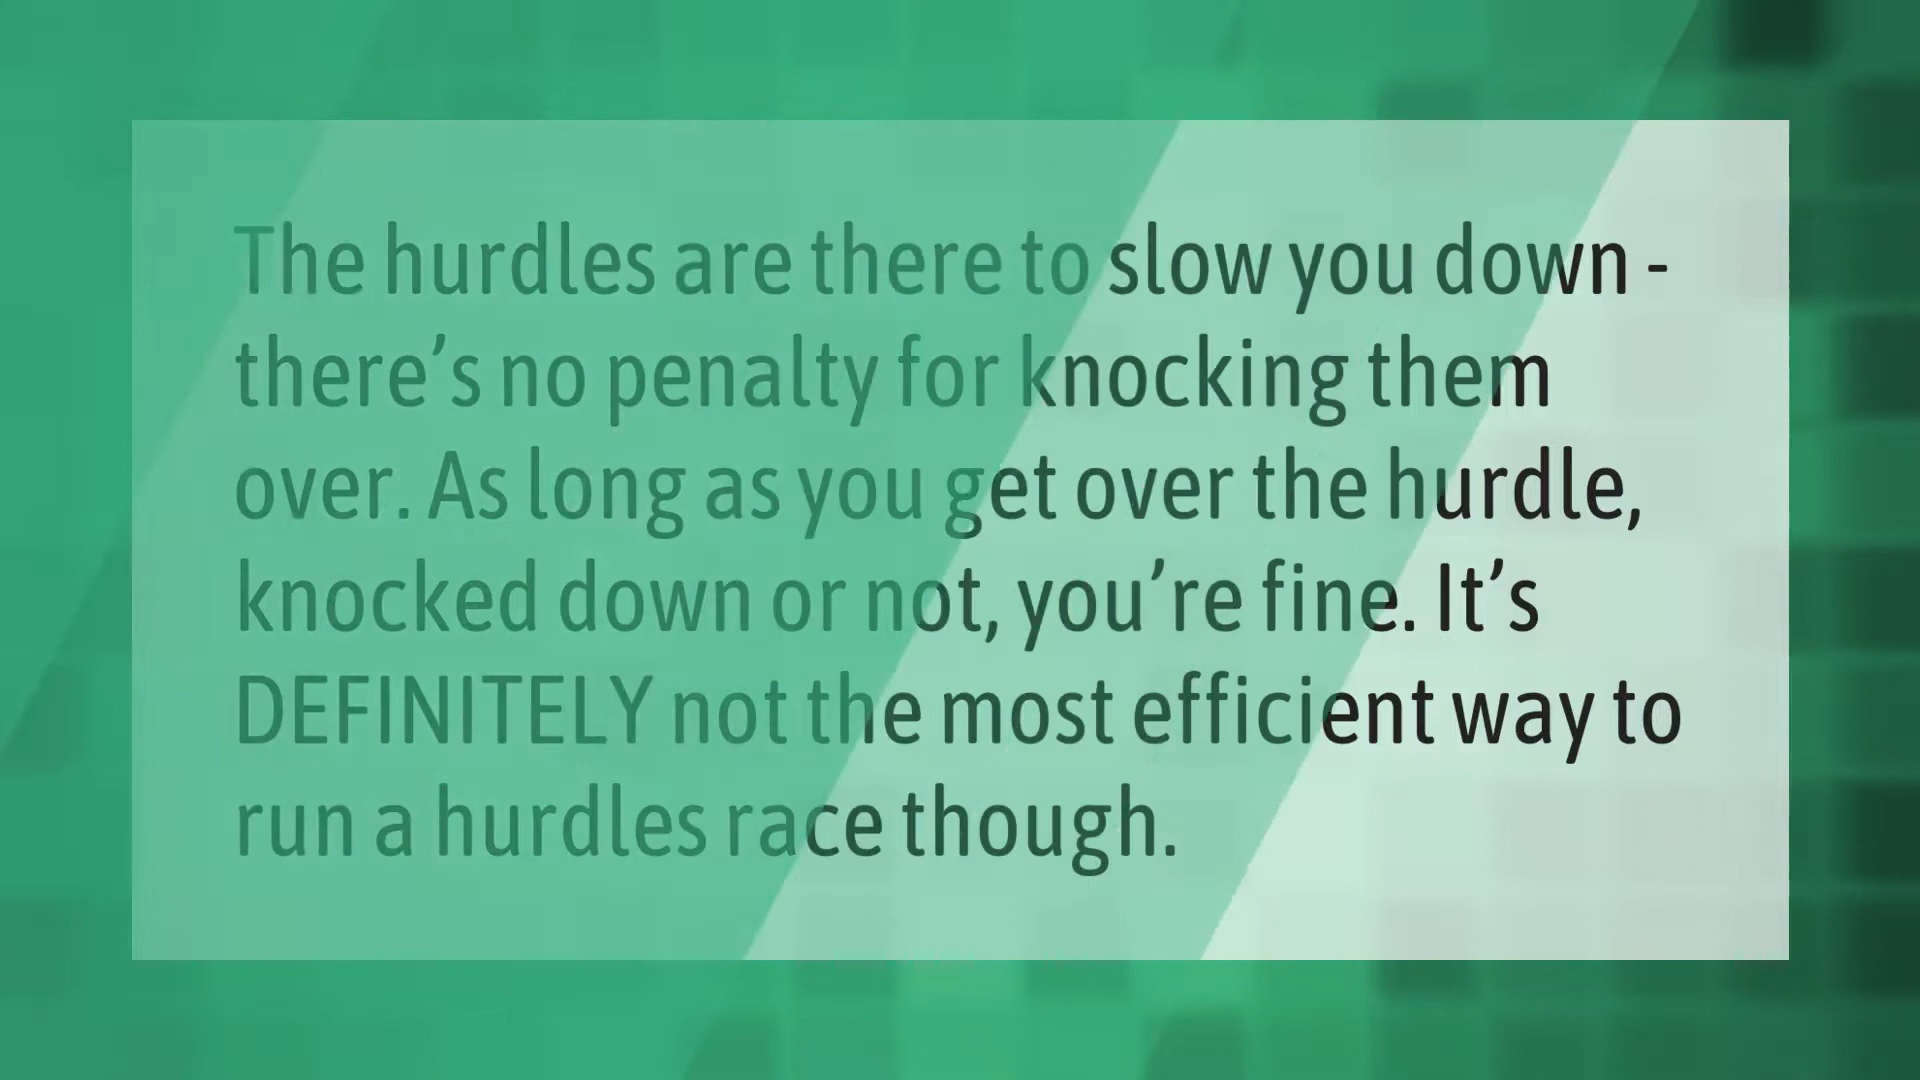 The hurdles are there to slow you down -
there’s no penalty for knocking them
over. As long as you get over the hurdle,
knocked down or not, you’re fine. It’s
DEFINITELY not the most efficient way to
run a hurdles race though.